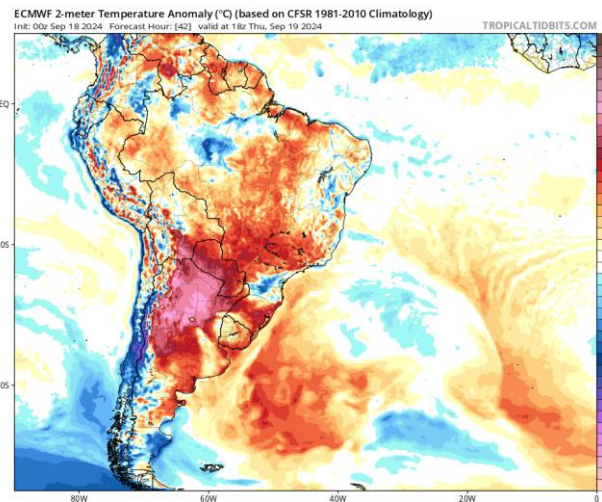 ECMWF 2-meter Temperature Anomaly (°C) (based on CFSR 1981-2010 Climatology)
Init: 00z Sep 18 2024 Forecast Hour: [42] valid at 18z Thu, Sep 19 2024 TROPICALTIDBITS.COM
EQ
0S
0S
80W 60W 40W 20W 0